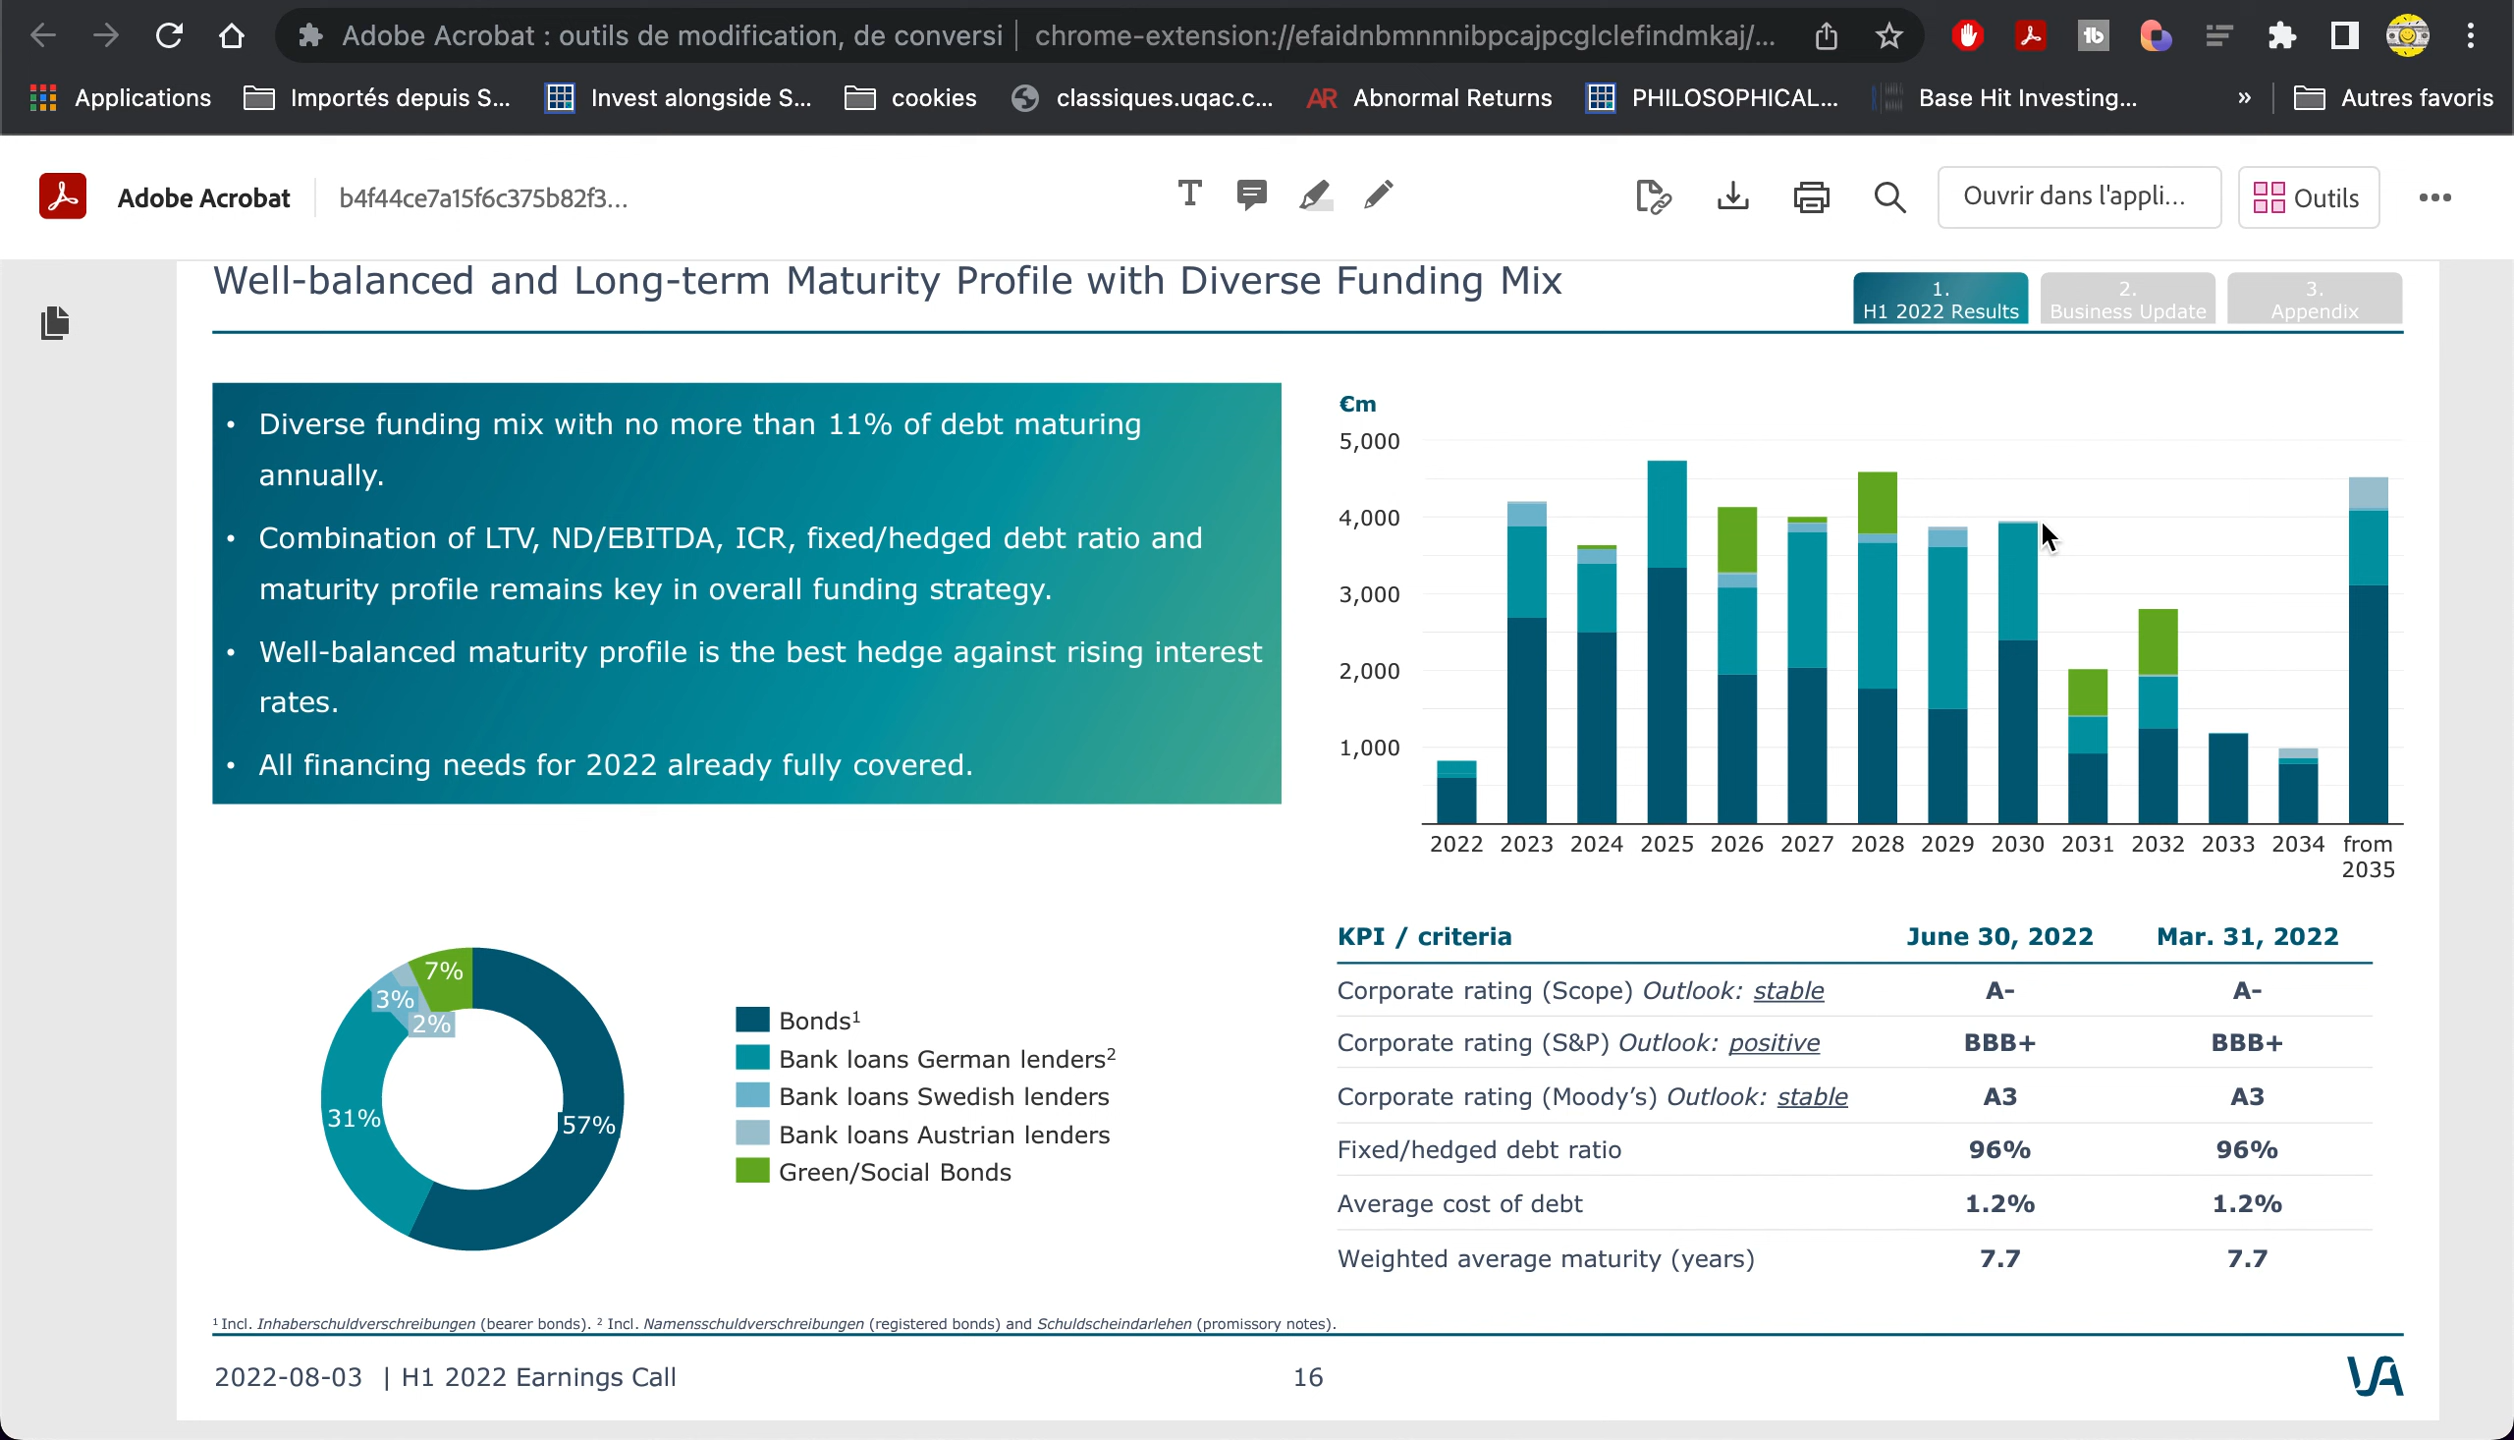 Adobe Acrobat : outils de modification, de conversi
chrome-extension://efaidnbmnnnibpcajpcglclefindmkaj/...
Applications
Importés depuis S...
Invest alongside S...
cookies
classiques.uqac.c...
AR Abnormal Returns
PHILOSOPHICAL...
Base Hit Investing...
»
Autres favoris
Adobe Acrobat
b4f44ce7a15f6c375b82f3...
Ouvrir dans l'appli...
Outils
Well-balanced and Long-term Maturity Profile with Diverse Funding Mix
1.
H1 2022 Results
2.
Business Update
3.
Appendix
• Diverse funding mix with no more than 11% of debt maturing
annually.
• Combination of LTV, ND/EBITDA, ICR, fixed/hedged debt ratio and
maturity profile remains key in overall funding strategy.
• Well-balanced maturity profile is the best hedge against rising interest
rates.
• All financing needs for 2022 already fully covered.
€m
5,000
4,000
3,000
2,000
1,000
2022 2023 2024 2025 2026 2027 2028 2029 2030 2031 2032 2033 2034 from
2035
7%
3%
2%
31%
57%
Bonds¹
Bank loans German lenders²
Bank loans Swedish lenders
Bank loans Austrian lenders
Green/Social Bonds
KPI / criteria June 30, 2022 Mar. 31, 2022
Corporate rating (Scope) Outlook: stable A- A-
Corporate rating (S&P) Outlook: positive BBB+ BBB+
Corporate rating (Moody’s) Outlook: stable A3 A3
Fixed/hedged debt ratio 96% 96%
Average cost of debt 1.2% 1.2%
Weighted average maturity (years) 7.7 7.7
¹ Incl. Inhaberschuldverschreibungen (bearer bonds). ² Incl. Namensschuldverschreibungen (registered bonds) and Schuldscheindarlehen (promissory notes).
2022-08-03 | H1 2022 Earnings Call
16
VA